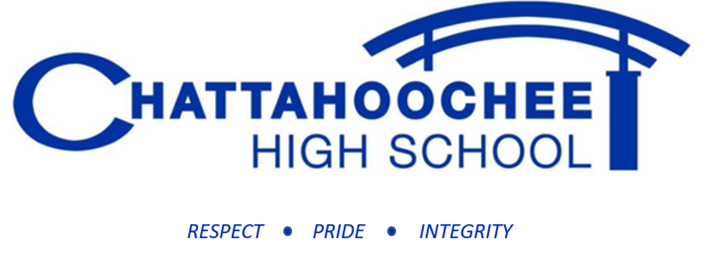 CHATTAHOOCHEE
HIGH SCHOOL
RESPECT • PRIDE • INTEGRITY